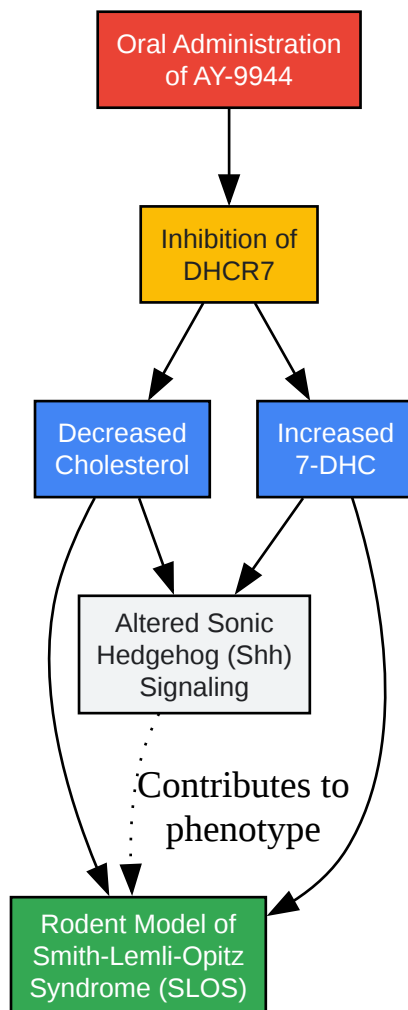 Oral Administration
of AY-9944
Inhibition of
DHCR7
Decreased
Cholesterol
Increased
7-DHC
Altered Sonic
Hedgehog (Shh)
Signaling
Contributes to
phenotype
Rodent Model of
Smith-Lemli-Opitz
Syndrome (SLOS)